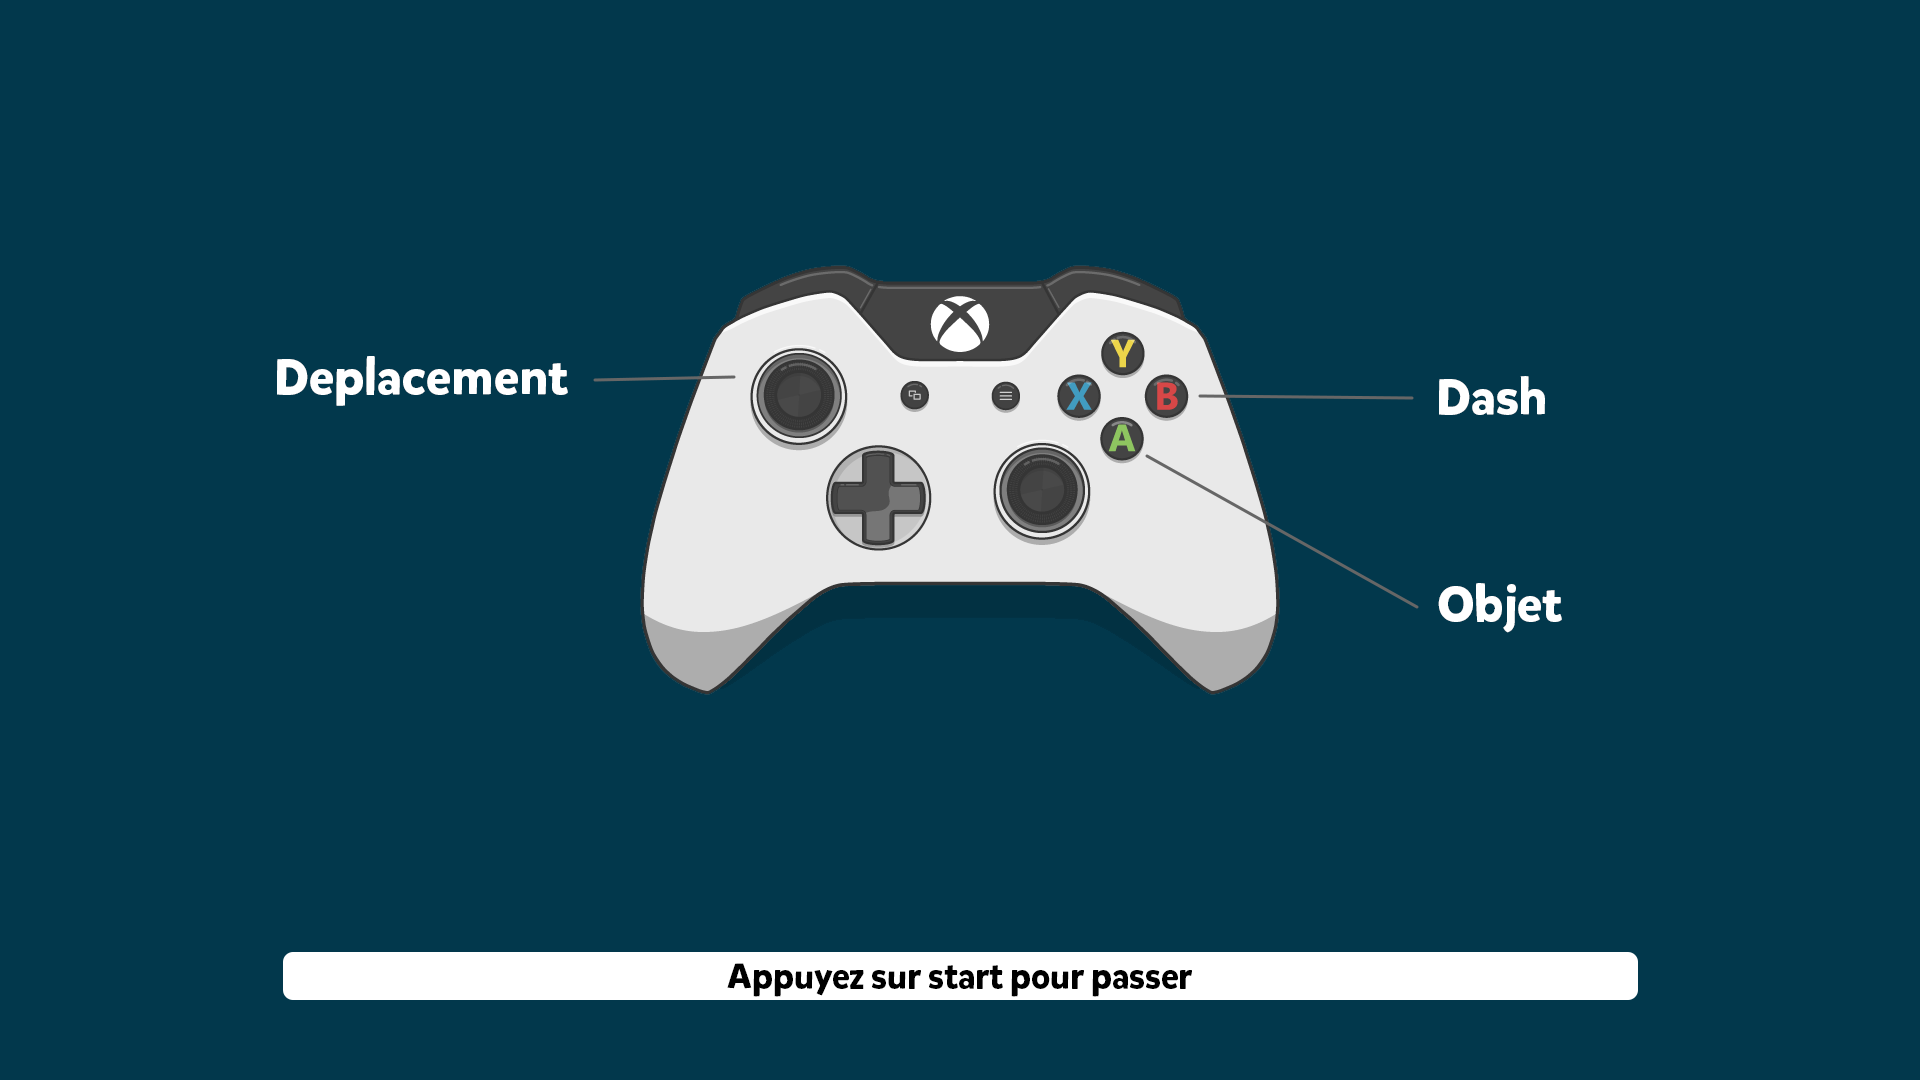 Deplacement
Y
X
B
A
Dash
Objet
Appuyez sur start pour passer